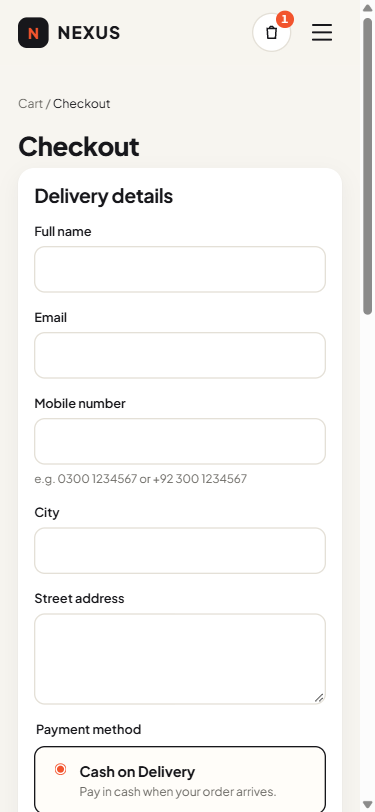 N NEXUS 1
Cart / Checkout
Checkout
Delivery details
Full name
Email
Mobile number
e.g. 0300 1234567 or +92 300 1234567
City
Street address
Payment method
Cash on Delivery
Pay in cash when your order arrives.